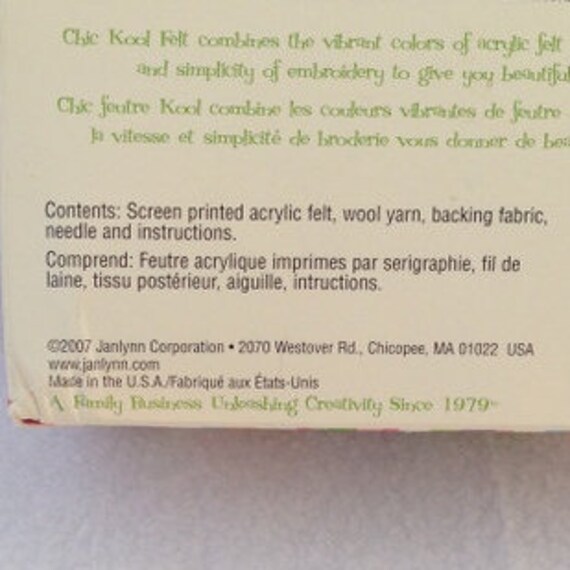 Chic Kool Felt combines the vibrant colors of acrylic felt
and simplicity of embroidery to give you beautiful
Chic feutre Kool combine les couleurs vibrantes de feutre
la vitesse et simplicité de broderie vous donner de
Contents: Screen printed acrylic felt, wool yarn, backing fabric,
needle and instructions.
Comprend: Feutre acrylique imprimes par serigraphie, fil de
laine, tissu postérieur, aiguille, intructions.
©2007 Janlynn Corporation • 2070 Westover Rd., Chicopee, MA 01022 USA
www.janlynn.com
Made in the U.S.A./Fabriqué aux États-Unis
A Family Business Unleashing Creativity Since 1979